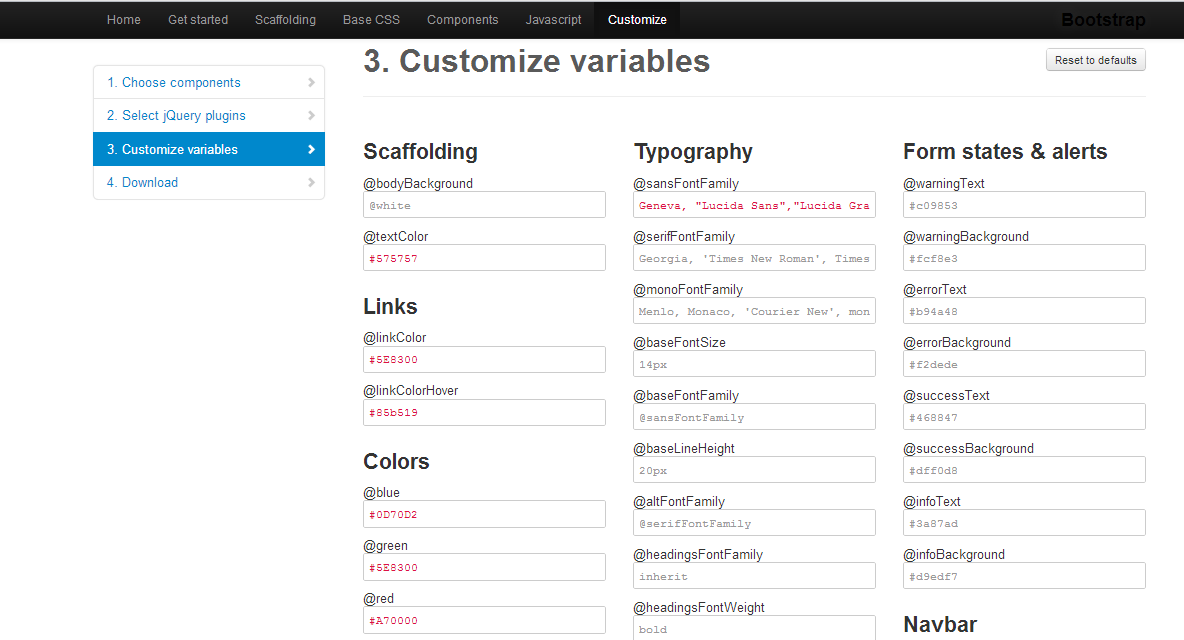 Home Get started Scaffolding Base CSS Components Javascript Customize Bootstrap
3. Customize variables
Reset to defaults
1. Choose components
2. Select jQuery plugins
3. Customize variables
4. Download
Scaffolding
@bodyBackground
@white
@textColor
#575757
Links
@linkColor
#5E8300
@linkColorHover
#85b519
Colors
@blue
#0D70D2
@green
#5E8300
@red
#A70000
Typography
@sansFontFamily
Geneva, "Lucida Sans","Lucida Gra
@serifFontFamily
Georgia, 'Times New Roman', Times
@monoFontFamily
Menlo, Monaco, 'Courier New', mon
@baseFontSize
14px
@baseFontFamily
@sansFontFamily
@baseLineHeight
20px
@altFontFamily
@serifFontFamily
@headingsFontFamily
inherit
@headingsFontWeight
bold
Form states & alerts
@warningText
#c09853
@warningBackground
#fcf8e3
@errorText
#b94a48
@errorBackground
#f2dede
@successText
#468847
@successBackground
#dff0d8
@infoText
#3a87ad
@infoBackground
#d9edf7
Navbar